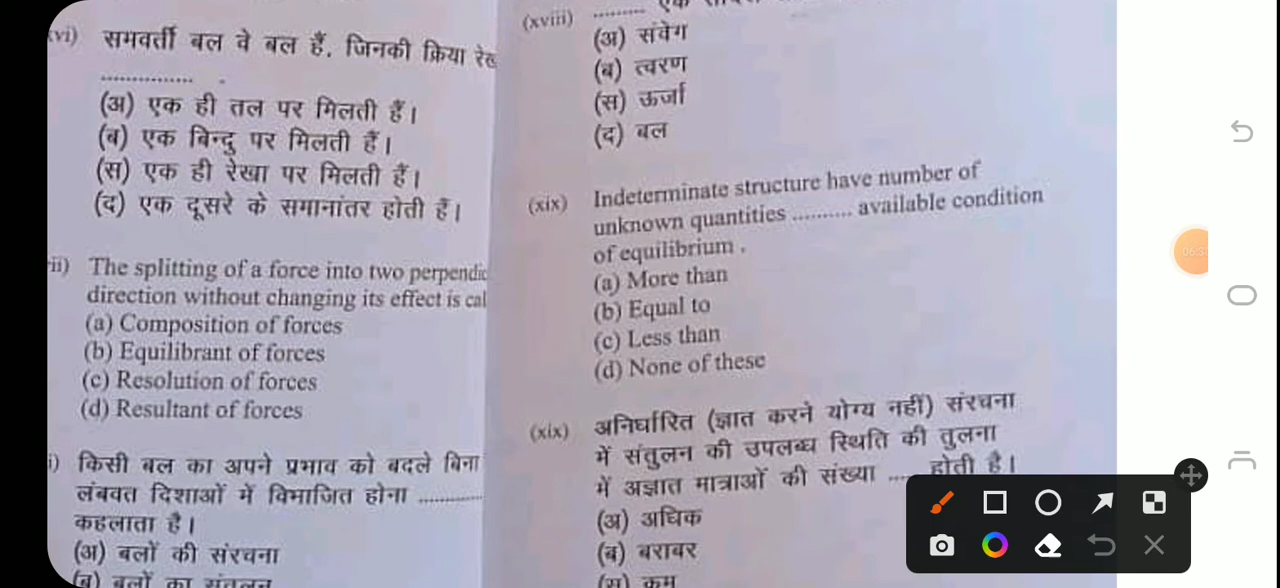 vi) समवर्ती बल वे बल हैं. जिनकी क्रिया
...............
(अ) एक ही तल पर मिलती हैं।
(ब) एक बिन्दु पर मिलती हैं।
(स) एक ही रेखा पर मिलती हैं।
(द) एक दूसरे के समानांतर होती हैं।
ii) The splitting of a force into two perpendic
direction without changing its effect is cal
(a) Composition of forces
(b) Equilibrant of forces
(c) Resolution of forces
(d) Resultant of forces
i) किसी बल का अपने प्रभाव को बदले बिना
लंबवत दिशाओं में विभाजित होना ..........
कहलाता है।
(अ) बलों की संरचना
(ब) बलों का संतुलन
(xviii) .........
(अ) संवेग
(ब) त्वरण
(स) ऊर्जा
(द) बल
(xix) Indeterminate structure have number of
unknown quantities .......... available condition
of equilibrium .
(a) More than
(b) Equal to
(c) Less than
(d) None of these
(xix) अनिर्धारित (ज्ञात करने योग्य नहीं) संरचना
में संतुलन की उपलब्ध स्थिति की तुलना
में अज्ञात मात्राओं की संख्या ..... होती है।
(अ) अधिक
(ब) बराबर
(स) कम